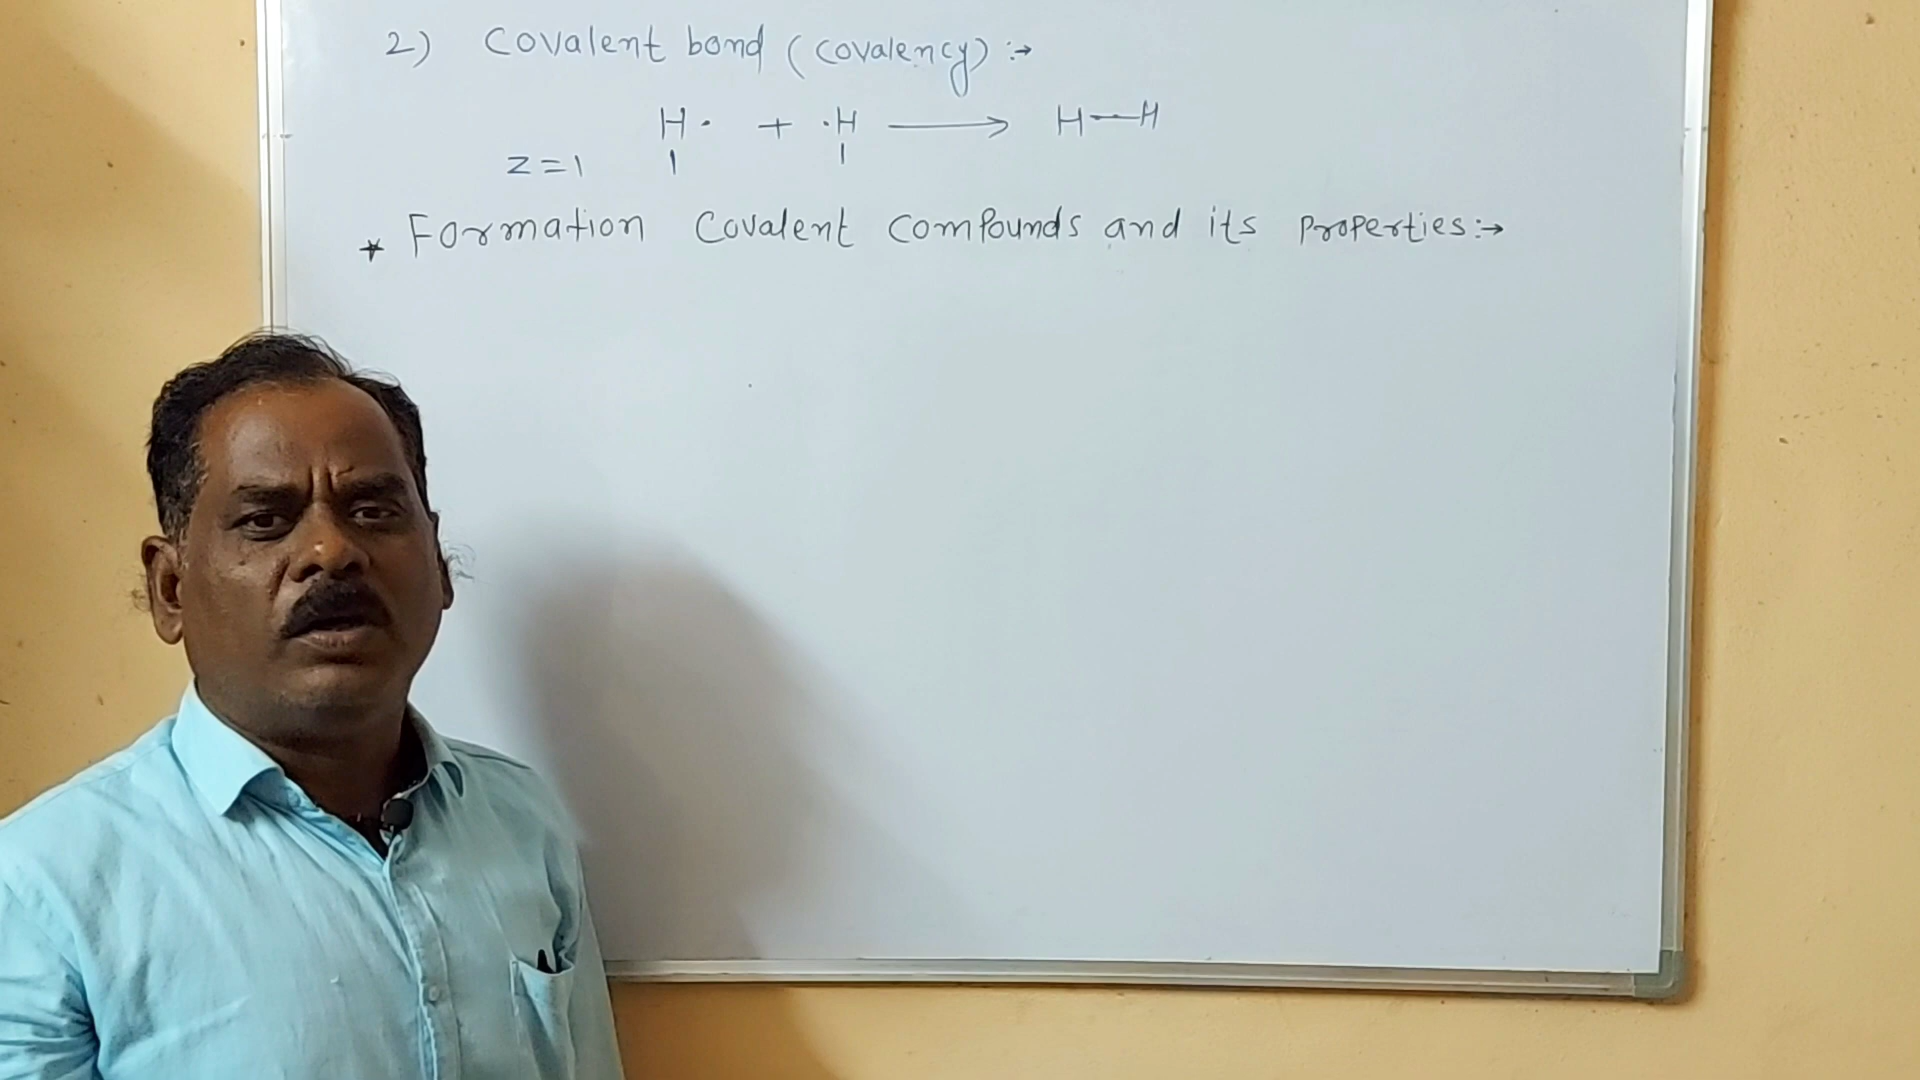 2) Covalent bond (covalency) :→
H· + ·H ⟶ H—H
Z=1 1 1
* Formation Covalent Compounds and its Properties:→